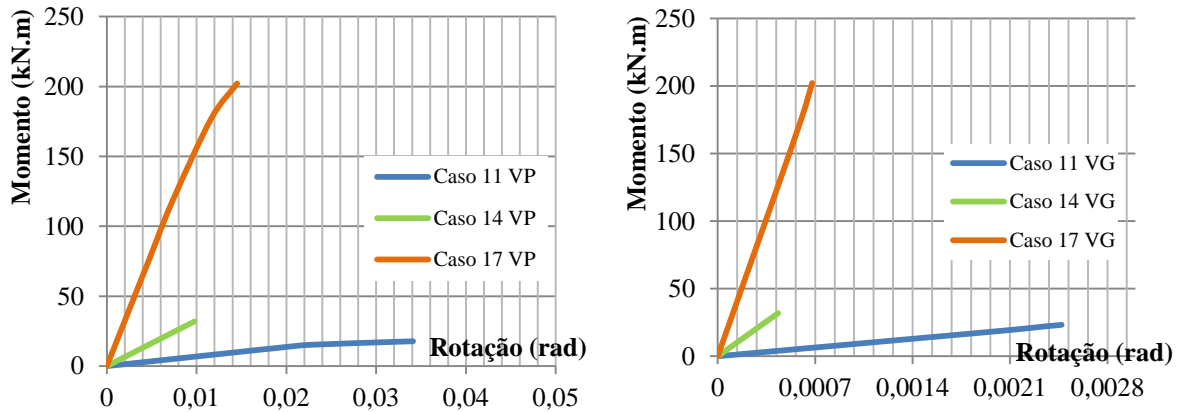 Momento (kN.m)
250
200
150
100
50
0
Caso 11 VP
Caso 14 VP
Caso 17 VP
Rotação (rad)
0
0,01
0,02
0,03
0,04
0,05
Momento (kN.m)
250
200
150
100
50
0
Caso 11 VG
Caso 14 VG
Caso 17 VG
Rotação (rad)
0
0,0007
0,0014
0,0021
0,0028